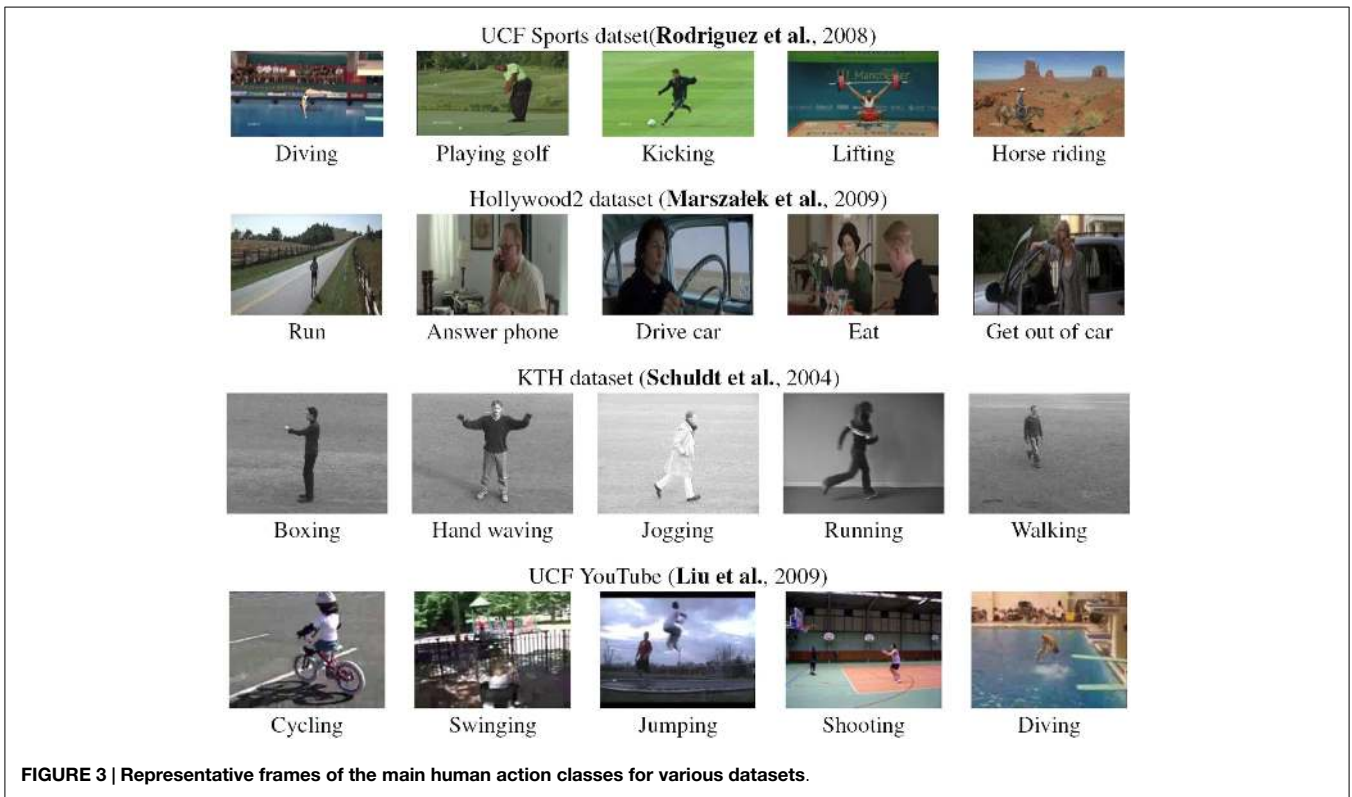 UCF Sports datset(Rodriguez et al., 2008)
Manchester
Diving Playing golf Kicking Lifting Horse riding
Hollywood2 dataset (Marszałek et al., 2009)
Run Answer phone Drive car Eat Get out of car
KTH dataset (Schuldt et al., 2004)
Boxing Hand waving Jogging Running Walking
UCF YouTube (Liu et al., 2009)
Cycling Swinging Jumping Shooting Diving
FIGURE 3 | Representative frames of the main human action classes for various datasets.